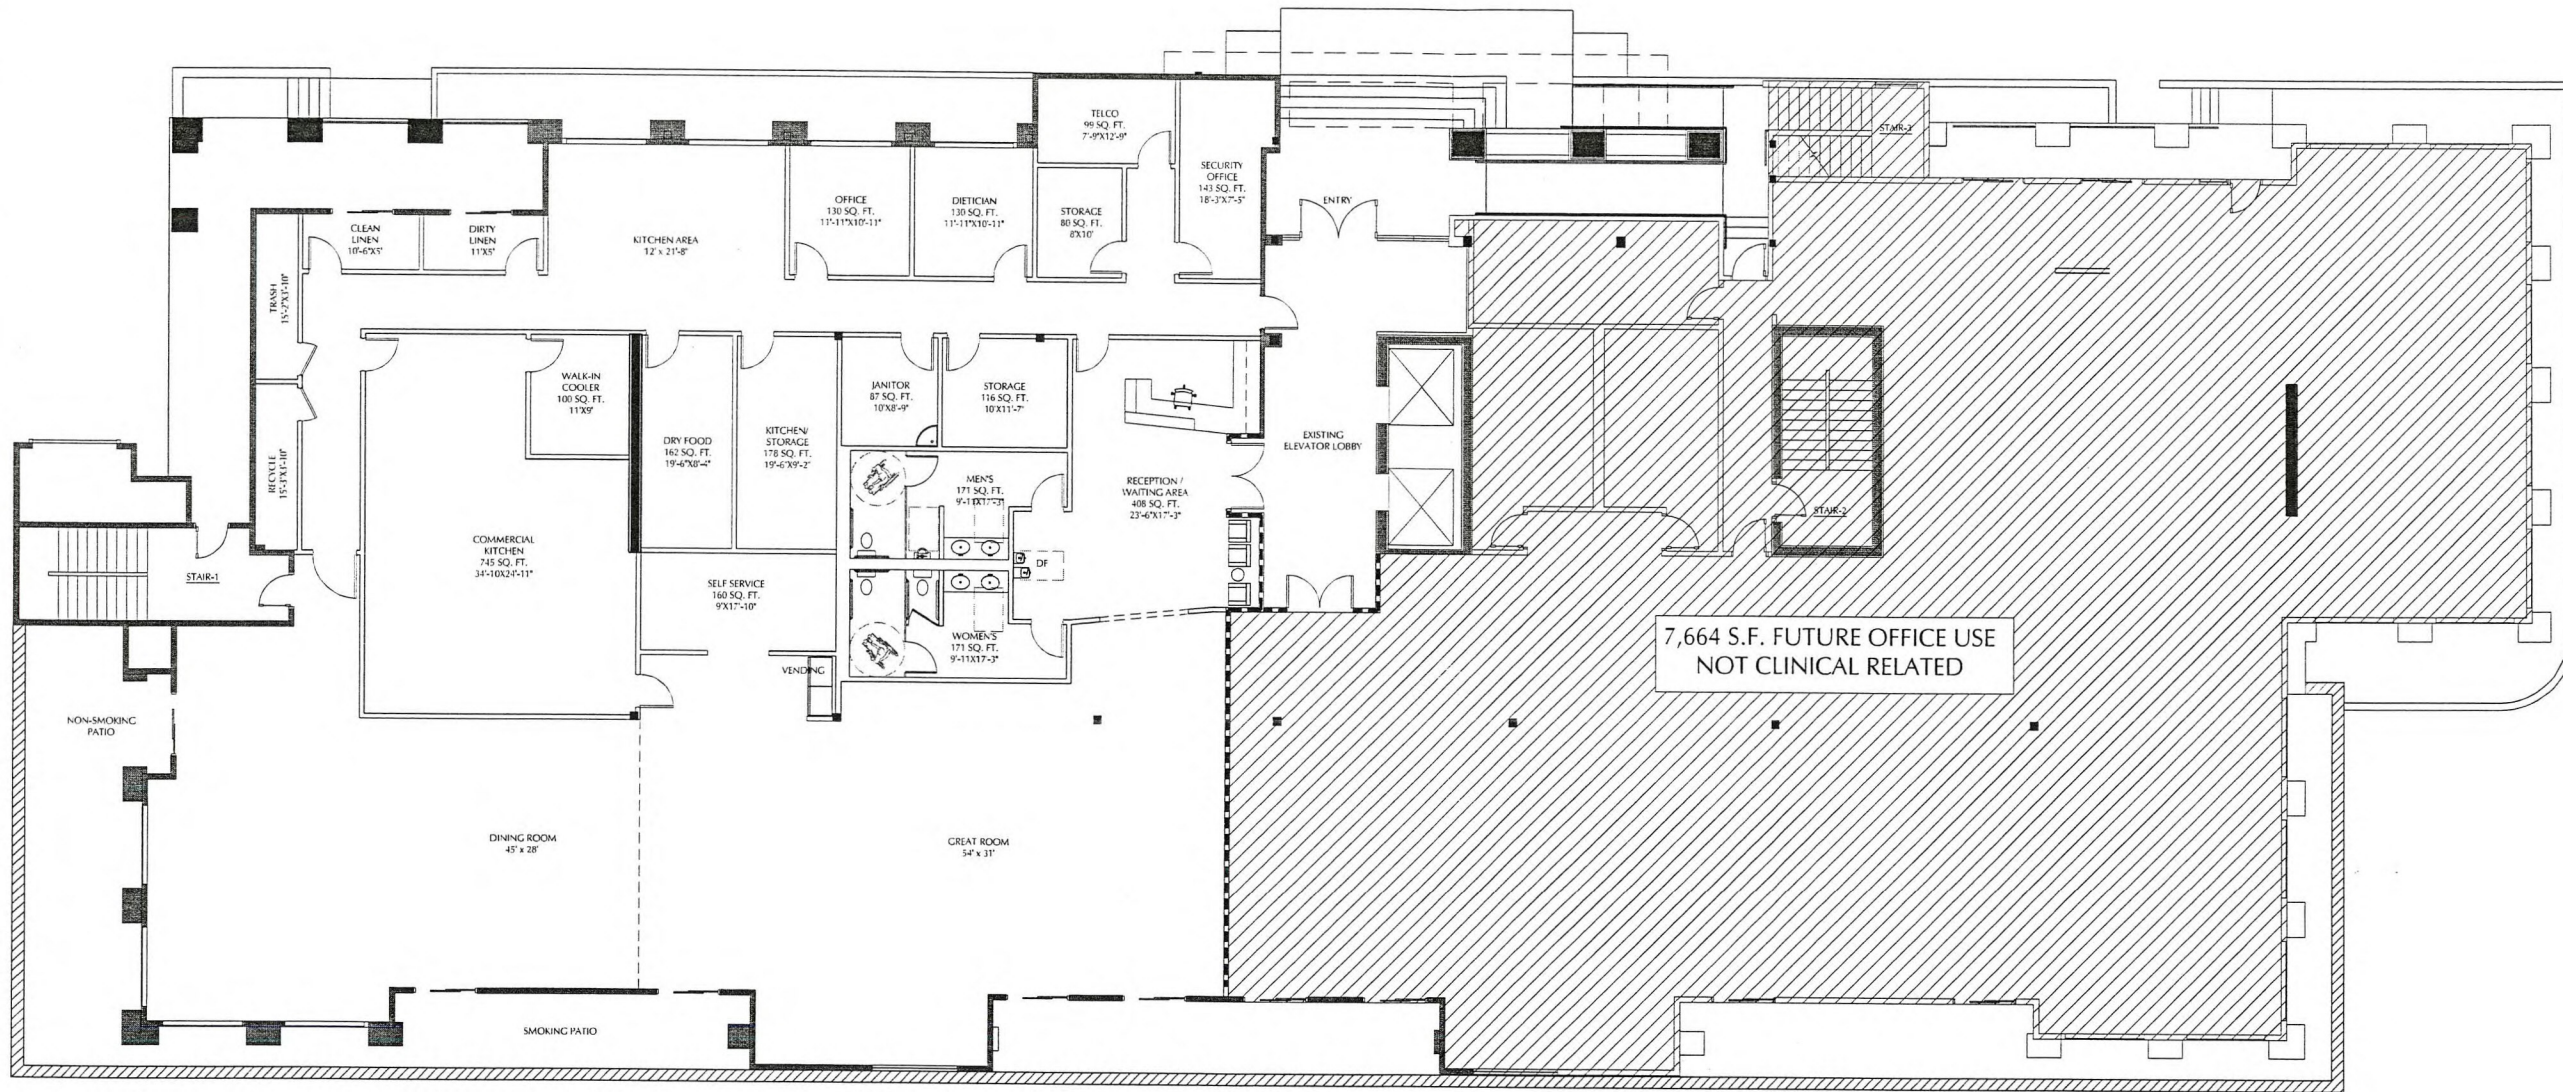 TELCO
99 SQ. FT.
7'-9"X12'-9"
SECURITY
OFFICE
143 SQ. FT.
18'-3"X7'-5"
STAIR-3
OFFICE
130 SQ. FT.
11'-11"X10'-11"
DIETICIAN
130 SQ. FT.
11'-11"X10'-11"
STORAGE
80 SQ. FT.
8'X10'
ENTRY
CLEAN
LINEN
10'-6"X5'
DIRTY
LINEN
11'X5'
KITCHEN AREA
12' x 21'-8"
TRASH
15'-2"X3'-10"
WALK-IN
COOLER
100 SQ. FT.
11'X9'
JANITOR
87 SQ. FT.
10'X8'-9"
STORAGE
116 SQ. FT.
10'X11'-7"
DRY FOOD
162 SQ. FT.
19'-6"X8'-4"
KITCHEN/
STORAGE
178 SQ. FT.
19'-6"X9'-2"
EXISTING
ELEVATOR LOBBY
RECYCLE
15'-3"X3'-10"
MEN'S
171 SQ. FT.
9'-11X17'-3"
RECEPTION /
WAITING AREA
408 SQ. FT.
23'-6"X17'-3"
STAIR-2
COMMERCIAL
KITCHEN
745 SQ. FT.
34'-10X24'-11"
STAIR-1
SELF SERVICE
160 SQ. FT.
9'X17'-10"
DF
WOMEN'S
171 SQ. FT.
9'-11X17'-3"
VENDING
7,664 S.F. FUTURE OFFICE USE
NOT CLINICAL RELATED
NON-SMOKING
PATIO
DINING ROOM
45' x 28'
GREAT ROOM
54' x 31'
SMOKING PATIO